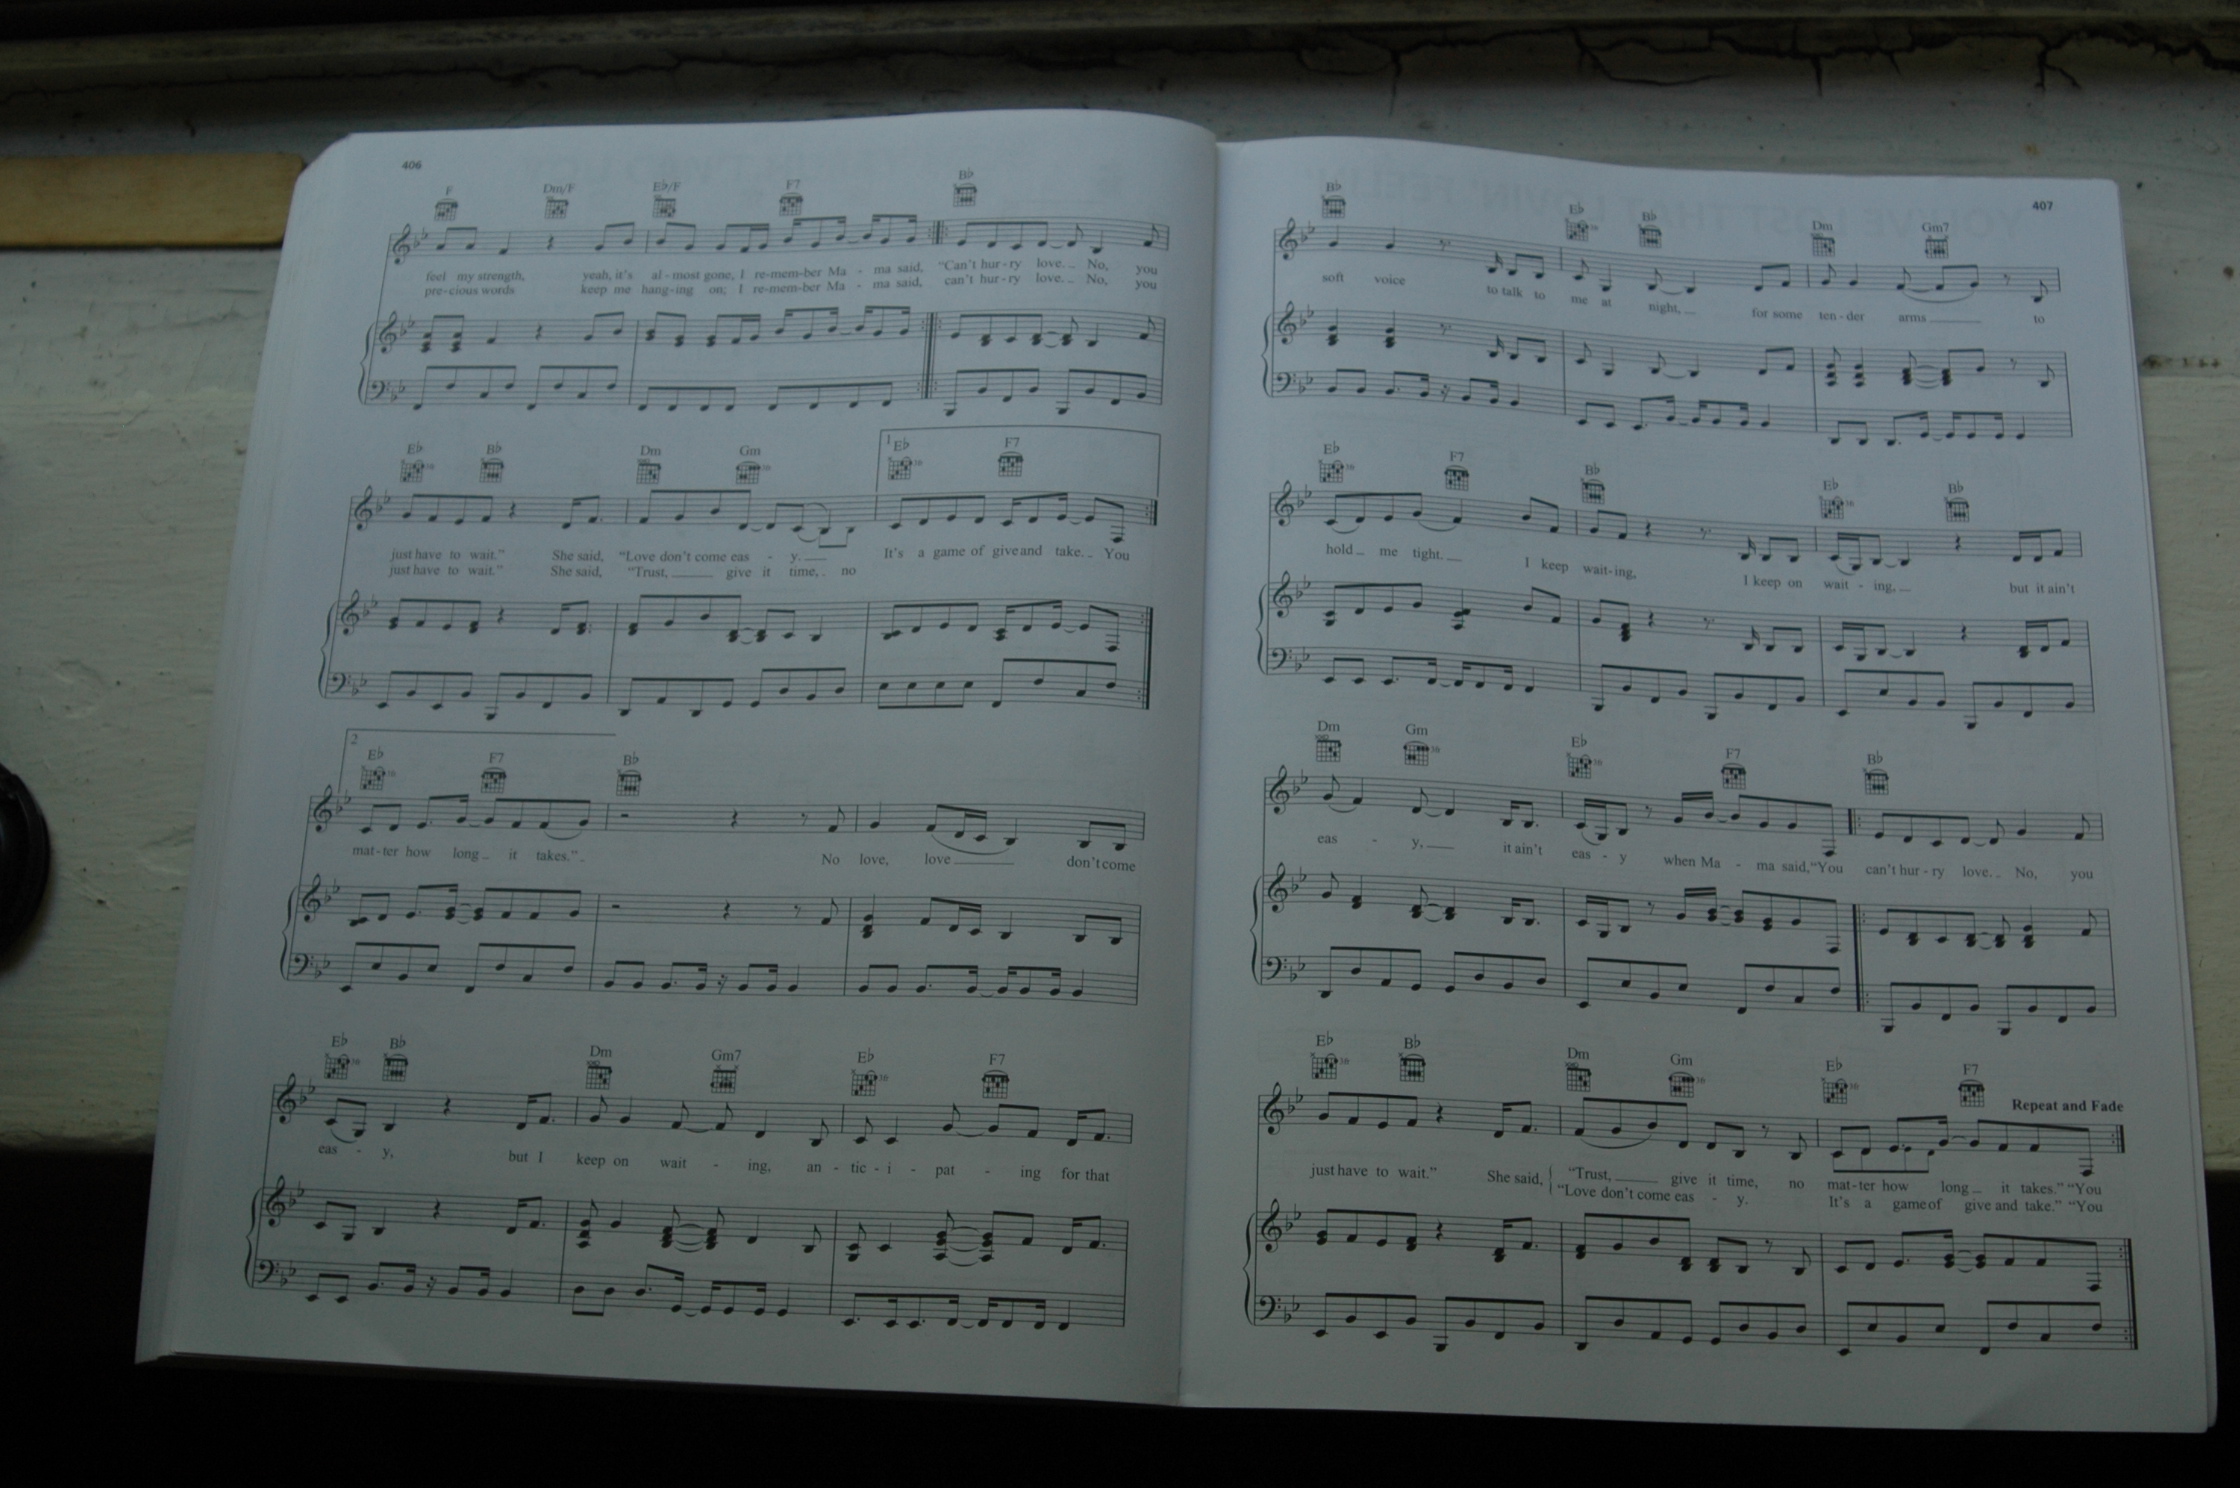 406
F Dm/F E♭/F F7 B♭
feel my strength, yeah, it's al - most gone, I re-mem-ber Ma - ma said, "Can't hur - ry love. No, you
pre-cious words keep me hang-ing on; I re-mem-ber Ma - ma said, can't hur - ry love. No, you
E♭ B♭ Dm Gm 1 E♭ F7
just have to wait." She said, "Love don't come eas - y. It's a game of give and take. You
just have to wait." She said, "Trust, give it time, no
2 E♭ F7 B♭
mat-ter how long it takes." No love, love don't come
E♭ B♭ Dm Gm7 E♭ F7
eas - y, but I keep on wait - ing, an - tic - i - pat - ing for that
407
B♭ E♭ B♭ Dm Gm7
soft voice to talk to me at night, for some ten - der arms to
E♭ F7 B♭ E♭ B♭
hold me tight. I keep wait-ing, I keep on wait - ing, but it ain't
Dm Gm E♭ F7 B♭
eas - y, it ain't eas - y when Ma - ma said, "You can't hur - ry love. No, you
E♭ B♭ Dm Gm E♭ F7
Repeat and Fade
just have to wait." She said, "Trust, give it time, no mat-ter how long it takes." "You
"Love don't come eas - y. It's a game of give and take." "You